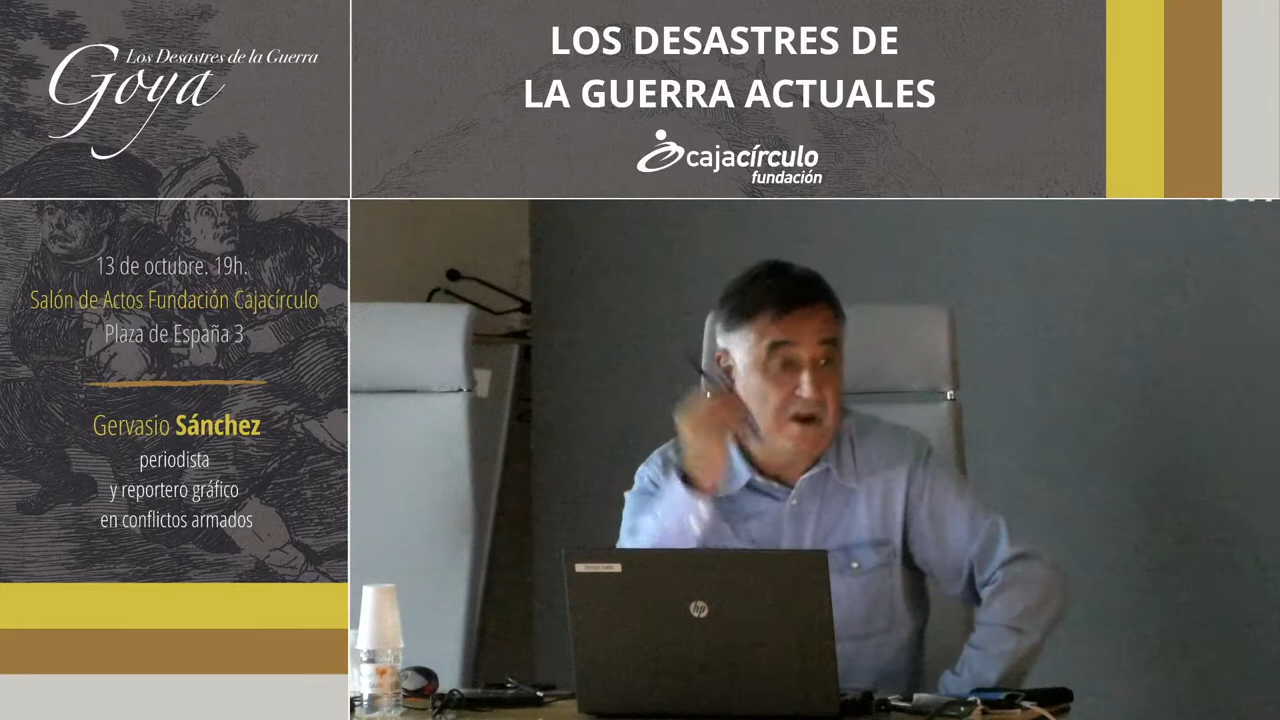 Los Desastres de la Guerra
Goya
LOS DESASTRES DE
LA GUERRA ACTUALES
cajacírculo
fundación
13 de octubre. 19h.
Salón de Actos Fundación Cajacírculo
Plaza de España 3
Gervasio Sánchez
periodista
y reportero gráfico
en conflictos armados
hp